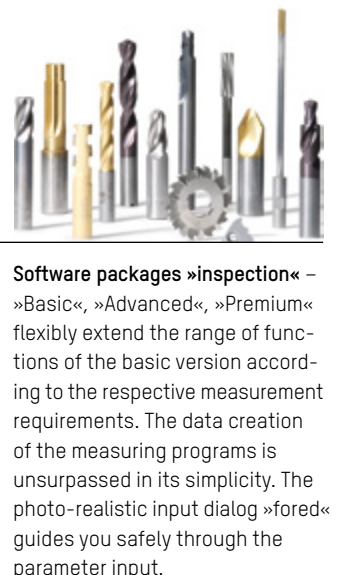 Software packages »inspection« –
»Basic«, »Advanced«, »Premium«
flexibly extend the range of func-
tions of the basic version accord-
ing to the respective measurement
requirements. The data creation
of the measuring programs is
unsurpassed in its simplicity. The
photo-realistic input dialog »fored«
guides you safely through the
parameter input.